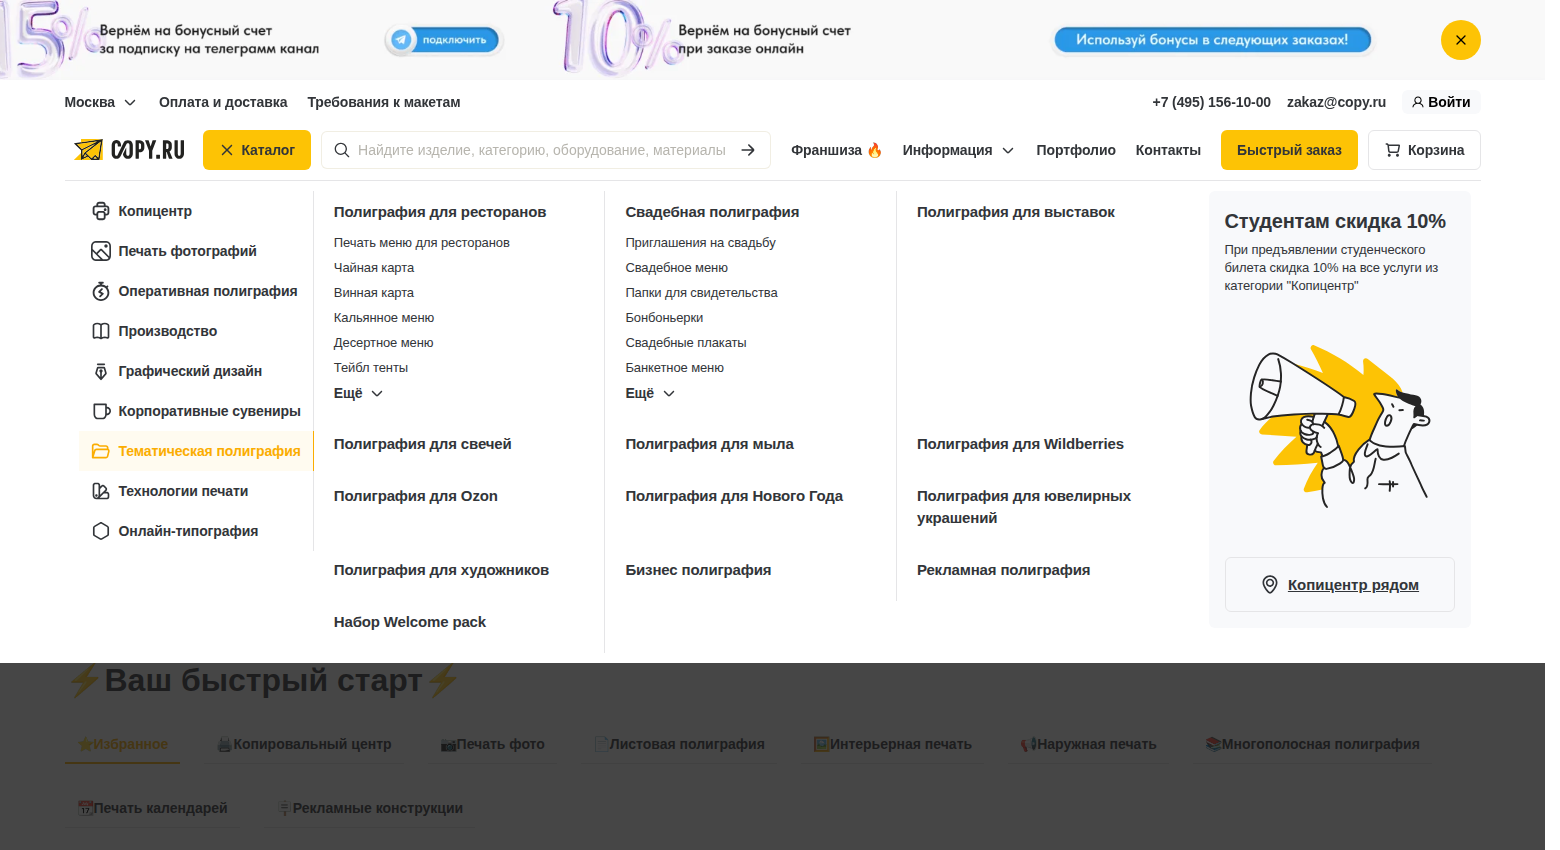 15% Вернём на бонусный счет
за подписку на телеграмм канал
подключить
10% Вернём на бонусный счет
при заказе онлайн
Используй бонусы в следующих заказах!
Москва
Оплата и доставка
Требования к макетам
+7 (495) 156-10-00
zakaz@copy.ru
Войти
COPY.RU
Каталог
Найдите изделие, категорию, оборудование, материалы
Франшиза 🔥
Информация
Портфолио
Контакты
Быстрый заказ
Корзина
Копицентр
Печать фотографий
Оперативная полиграфия
Производство
Графический дизайн
Корпоративные сувениры
Тематическая полиграфия
Технологии печати
Онлайн-типография
Полиграфия для ресторанов
Печать меню для ресторанов
Чайная карта
Винная карта
Кальянное меню
Десертное меню
Тейбл тенты
Ещё
Свадебная полиграфия
Приглашения на свадьбу
Свадебное меню
Папки для свидетельства
Бонбоньерки
Свадебные плакаты
Банкетное меню
Ещё
Полиграфия для выставок
Полиграфия для свечей
Полиграфия для мыла
Полиграфия для Wildberries
Полиграфия для Ozon
Полиграфия для Нового Года
Полиграфия для ювелирных
украшений
Полиграфия для художников
Бизнес полиграфия
Рекламная полиграфия
Набор Welcome pack
Студентам скидка 10%
При предъявлении студенческого
билета скидка 10% на все услуги из
категории "Копицентр"
Копицентр рядом
⚡Ваш быстрый старт⚡
⭐Избранное
🖨️Копировальный центр
📷Печать фото
📄Листовая полиграфия
🖼️Интерьерная печать
📢Наружная печать
📚Многополосная полиграфия
📆Печать календарей
🪧Рекламные конструкции